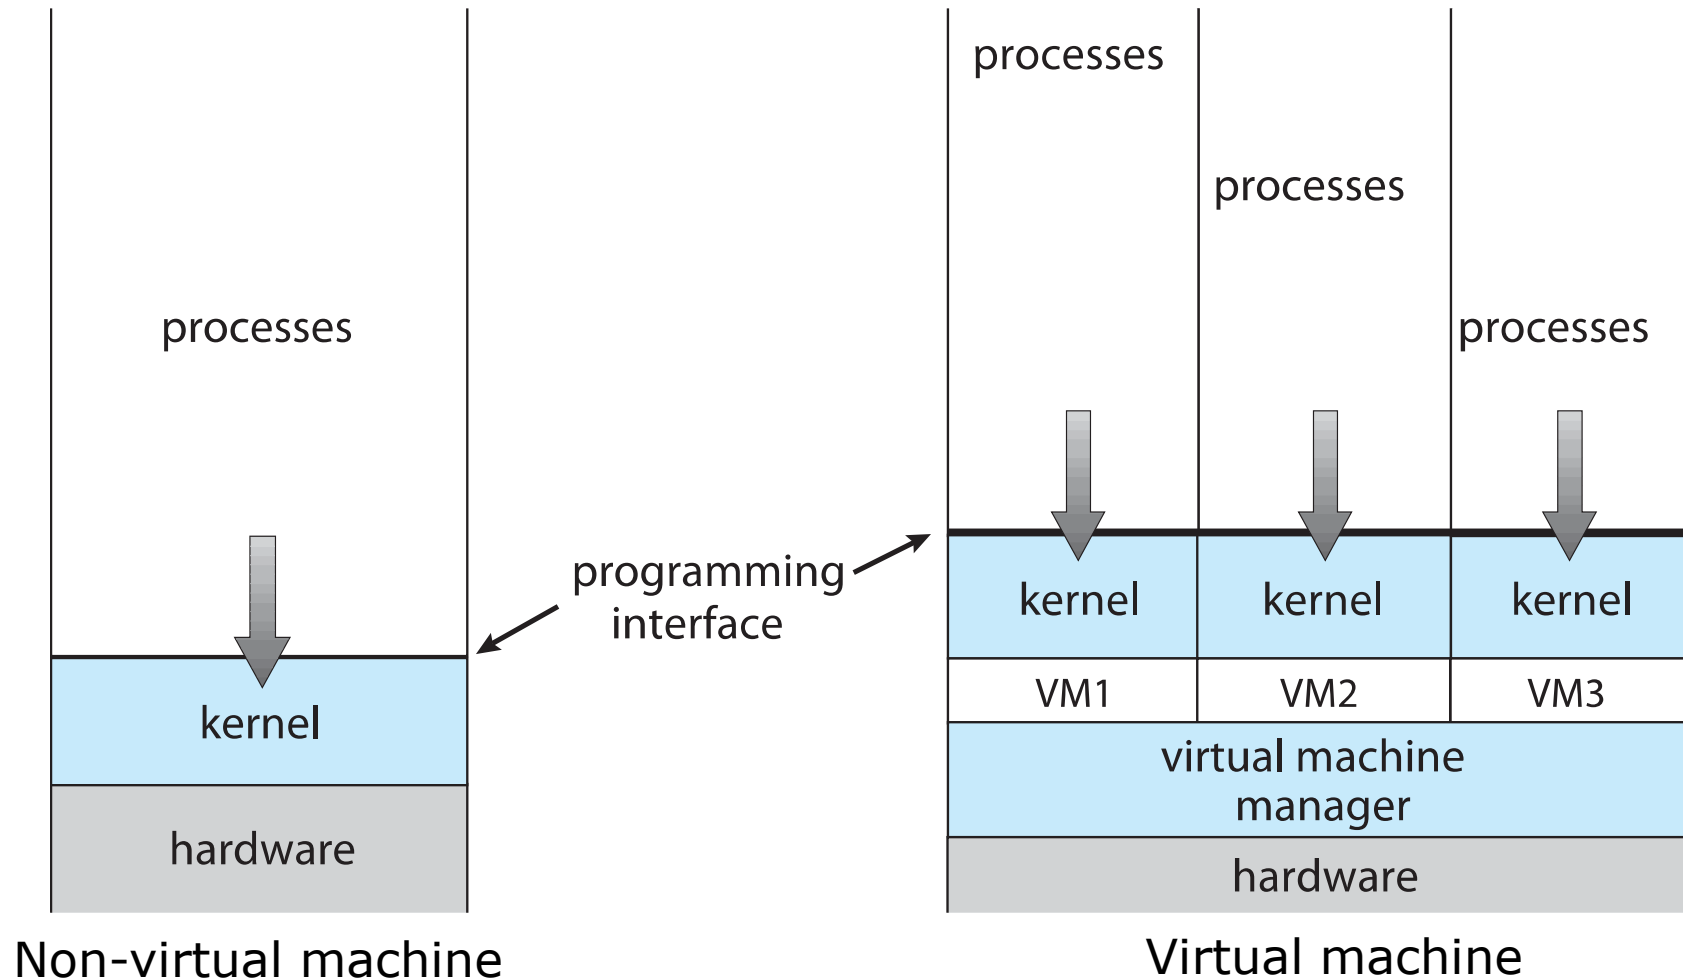 processes
kernel
hardware
Non-virtual machine
programming
interface
processes
processes
processes
kernel
kernel
kernel
VM1
VM2
VM3
virtual machine
manager
hardware
Virtual machine